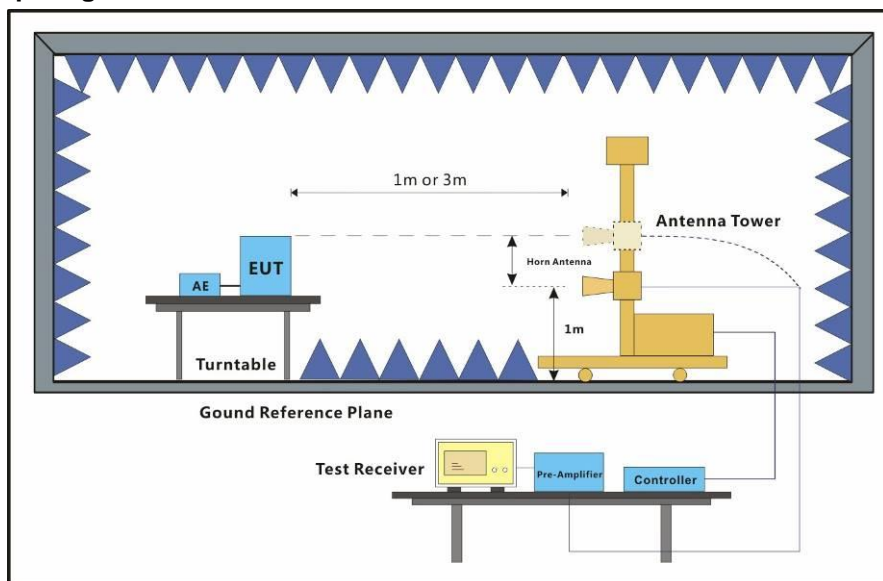 1m or 3m
Antenna Tower
Horn Antenna
EUT
AE
1m
Turntable
Gound Reference Plane
Test Receiver
Pre-Amplifier
Controller